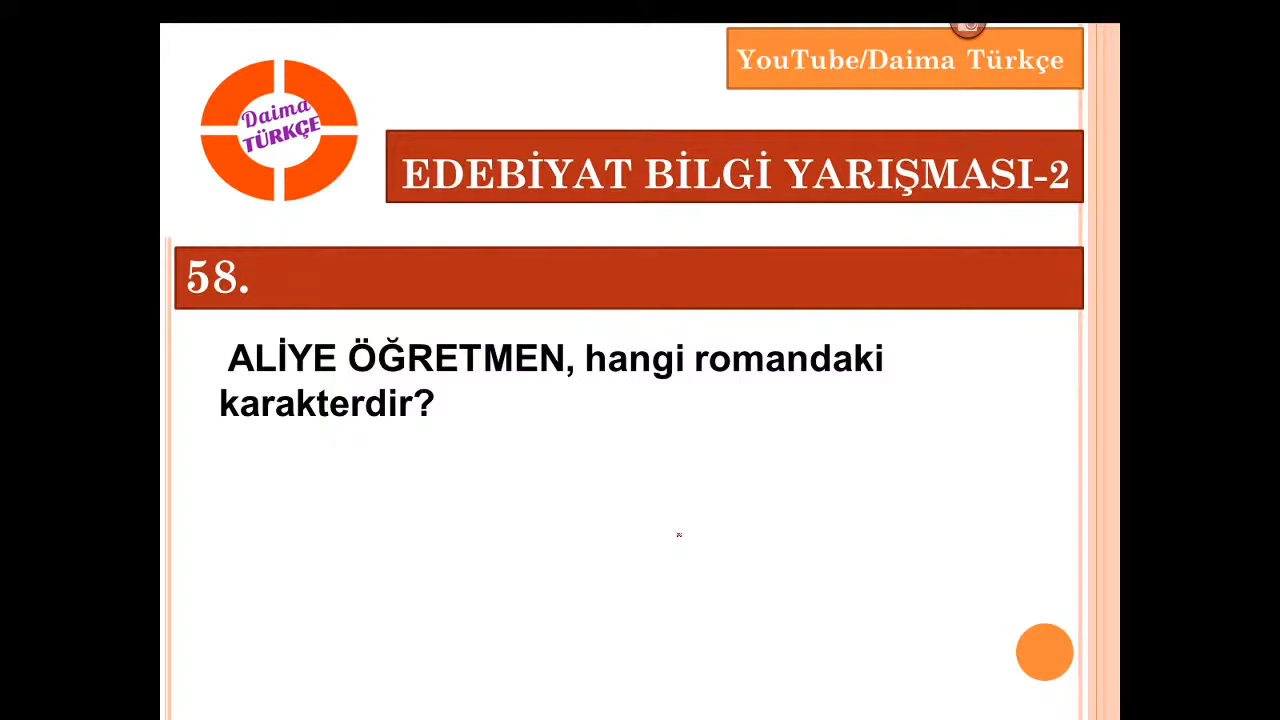 YouTube/Daima Türkçe
Daima
TÜRKÇE
EDEBİYAT BİLGİ YARIŞMASI-2
58.
ALİYE ÖĞRETMEN, hangi romandaki
karakterdir?